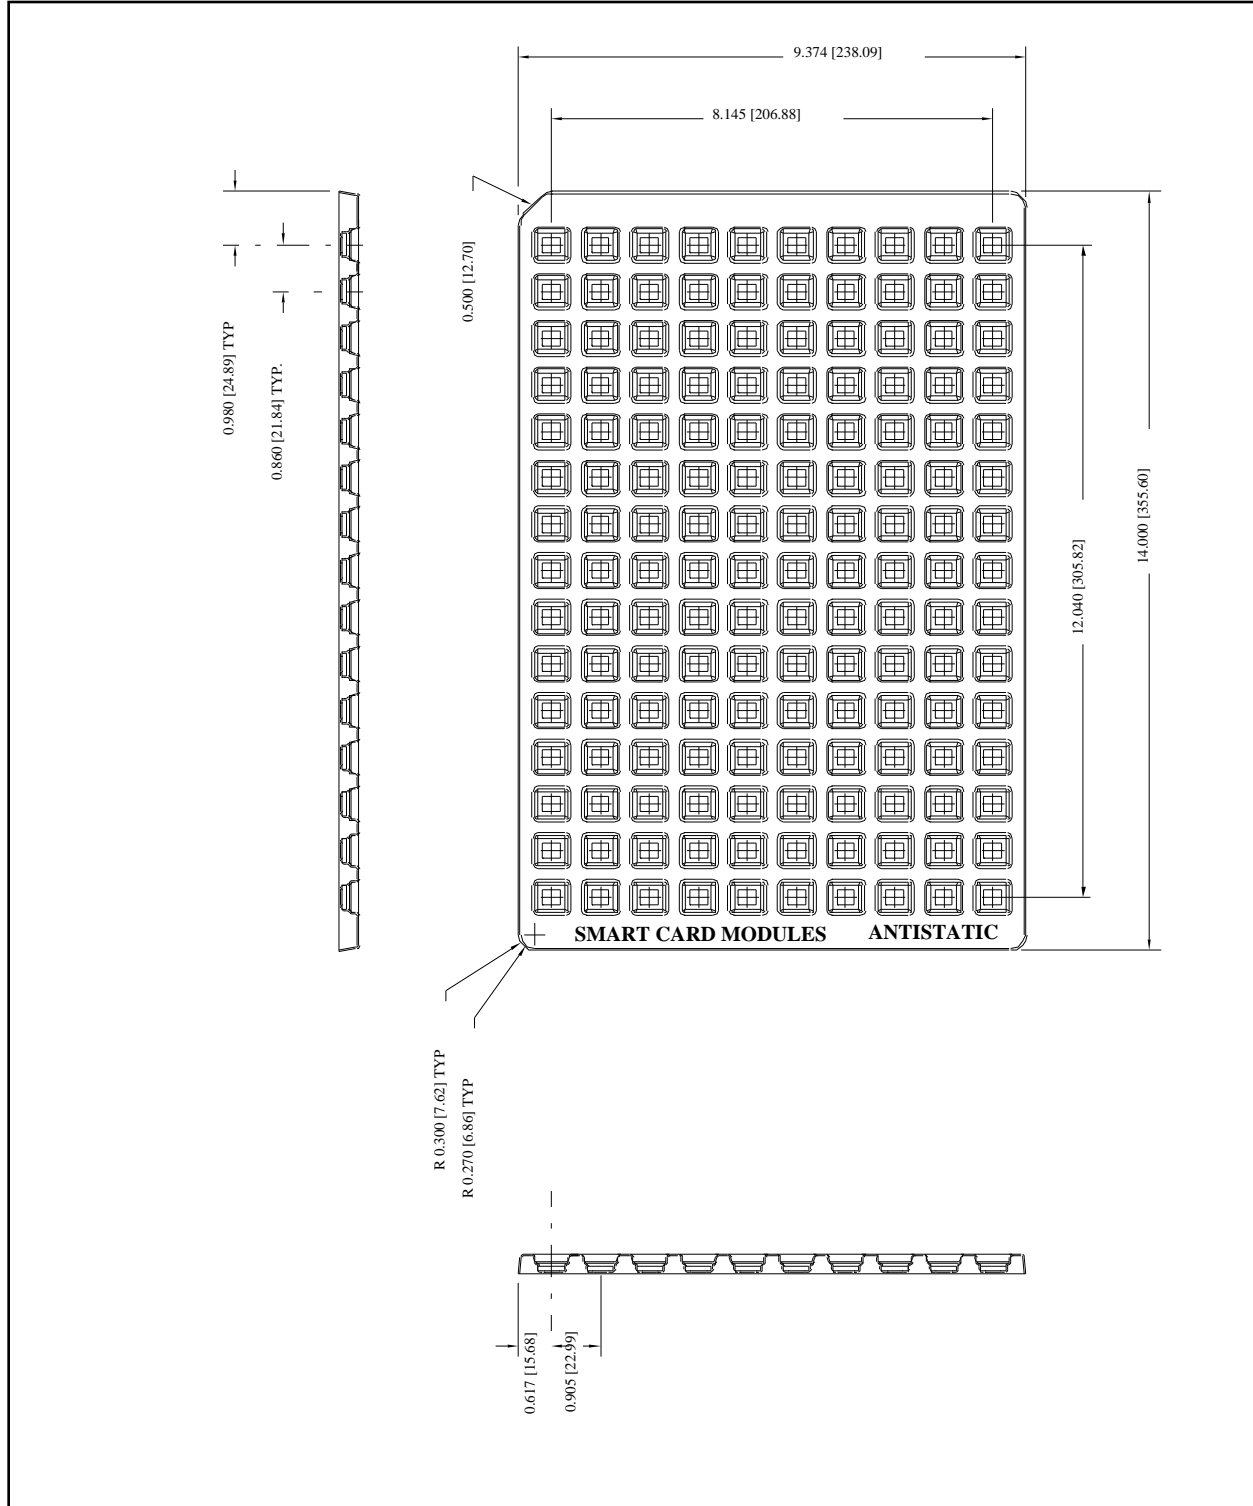 9.374 [238.09]
8.145 [206.88]
0.500 [12.70]
0.980 [24.89] TYP
0.860 [21.84] TYP.
12.040 [305.82]
14.000 [355.60]
SMART CARD MODULES ANTISTATIC
R 0.300 [7.62] TYP
R 0.270 [6.86] TYP
0.617 [15.68]
0.905 [22.99]